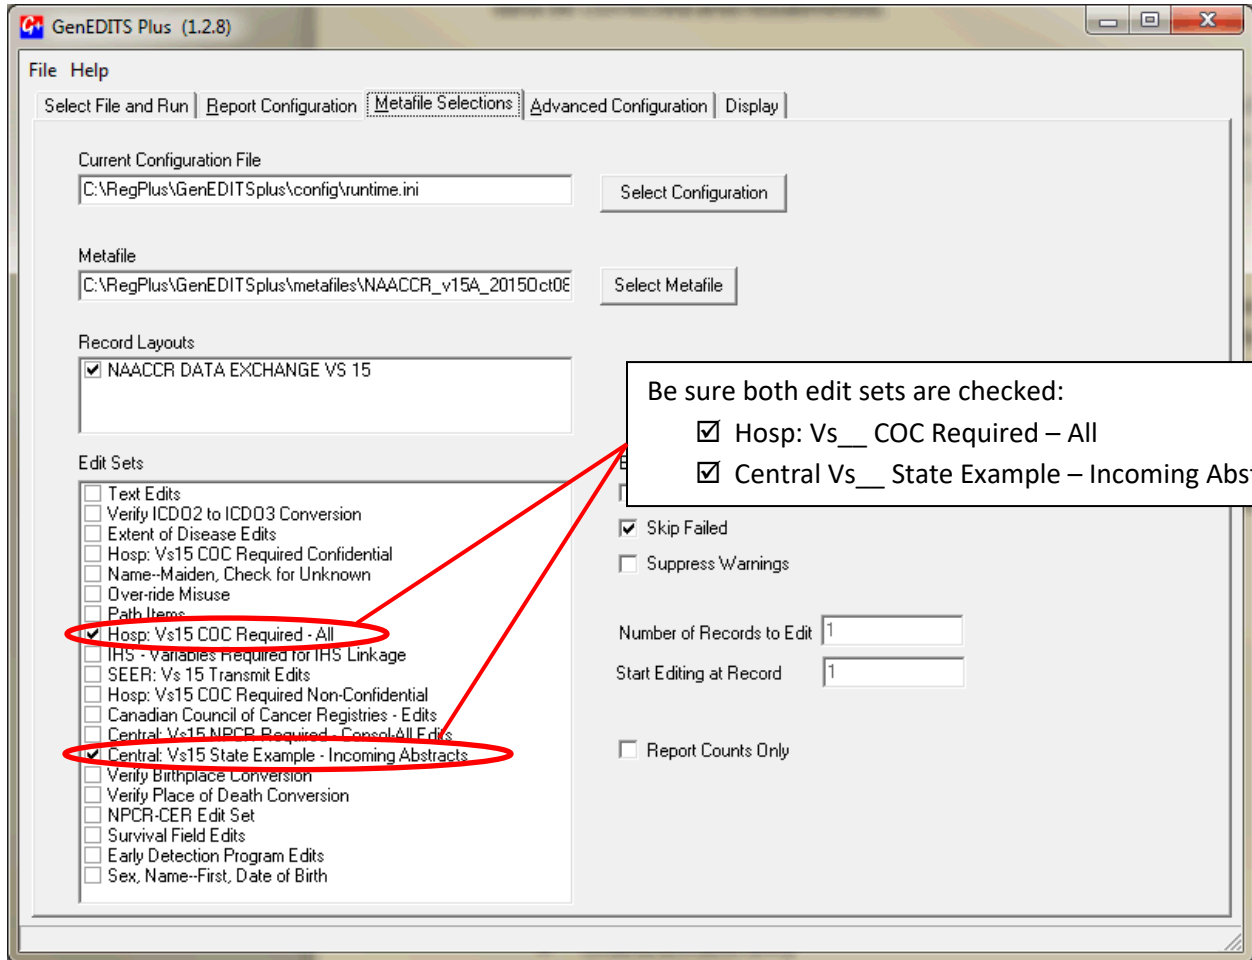 GenEDITS Plus (1.2.8)
File Help
Select File and Run Report Configuration Metafile Selections Advanced Configuration Display
Current Configuration File
C:\RegPlus\GenEDITSplus\config\runtime.ini
Select Configuration
Metafile
C:\RegPlus\GenEDITSplus\metafiles\NAACCR_v15A_2015Oct08
Select Metafile
Record Layouts
NAACCR DATA EXCHANGE VS 15
Be sure both edit sets are checked:
☑ Hosp: Vs__ COC Required – All
☑ Central Vs__ State Example – Incoming Abs
Edit Sets
Text Edits
Verify ICDO2 to ICDO3 Conversion
Extent of Disease Edits
Hosp: Vs15 COC Required Confidential
Name--Maiden, Check for Unknown
Over-ride Misuse
Path Items
Hosp: Vs15 COC Required - All
IHS - Variables Required for IHS Linkage
SEER: Vs 15 Transmit Edits
Hosp: Vs15 COC Required Non-Confidential
Canadian Council of Cancer Registries - Edits
Central: Vs15 NPCR Required - Consol-All Edits
Central: Vs15 State Example - Incoming Abstracts
Verify Birthplace Conversion
Verify Place of Death Conversion
NPCR-CER Edit Set
Survival Field Edits
Early Detection Program Edits
Sex, Name--First, Date of Birth
Skip Failed
Suppress Warnings
Number of Records to Edit 1
Start Editing at Record 1
Report Counts Only